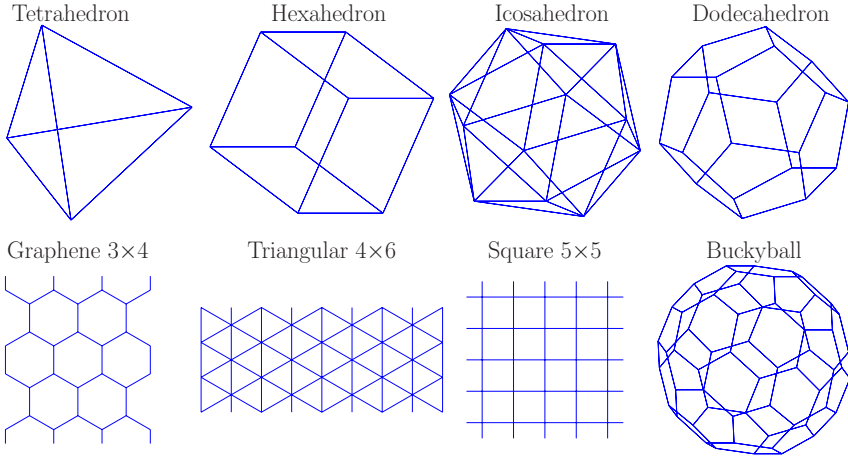 Tetrahedron
Hexahedron
Icosahedron
Dodecahedron
Graphene 3×4
Triangular 4×6
Square 5×5
Buckyball